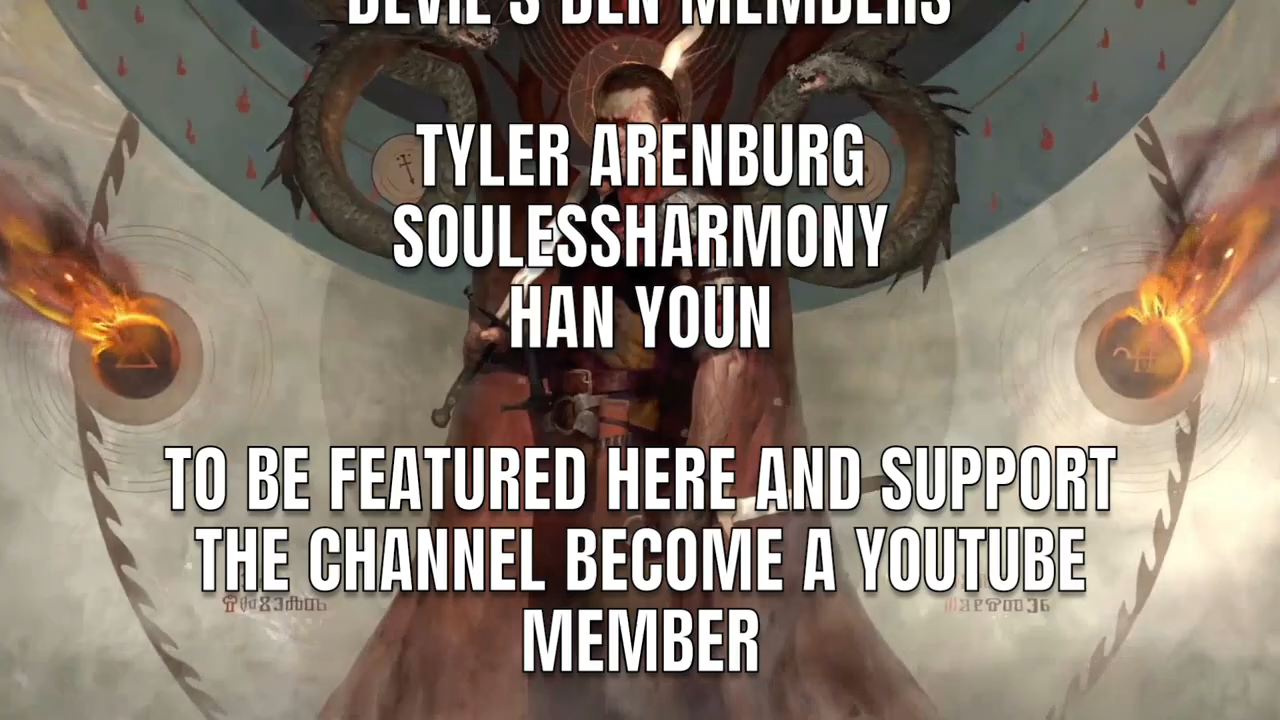 DEVIL'S DEN MEMBERS
TYLER ARENBURG
SOULESSHARMONY
HAN YOUN
TO BE FEATURED HERE AND SUPPORT
THE CHANNEL BECOME A YOUTUBE
MEMBER